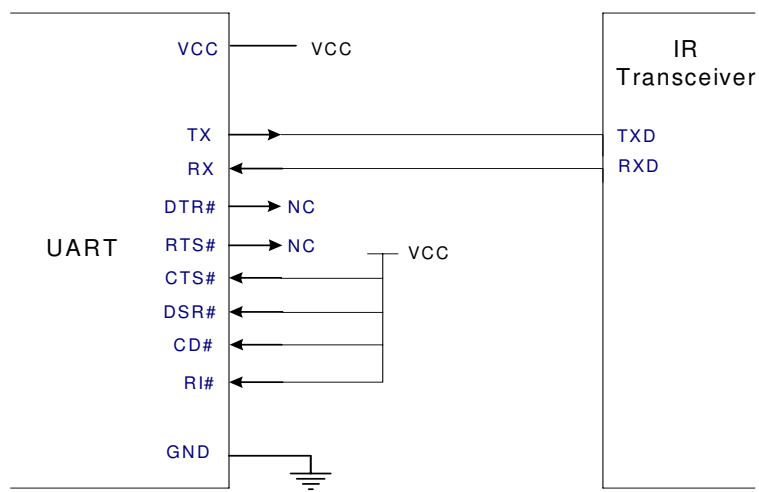 VCC VCC
IR
Transceiver
TX TXD
RX RXD
DTR# NC
UART RTS# NC
VCC
CTS#
DSR#
CD#
RI#
GND